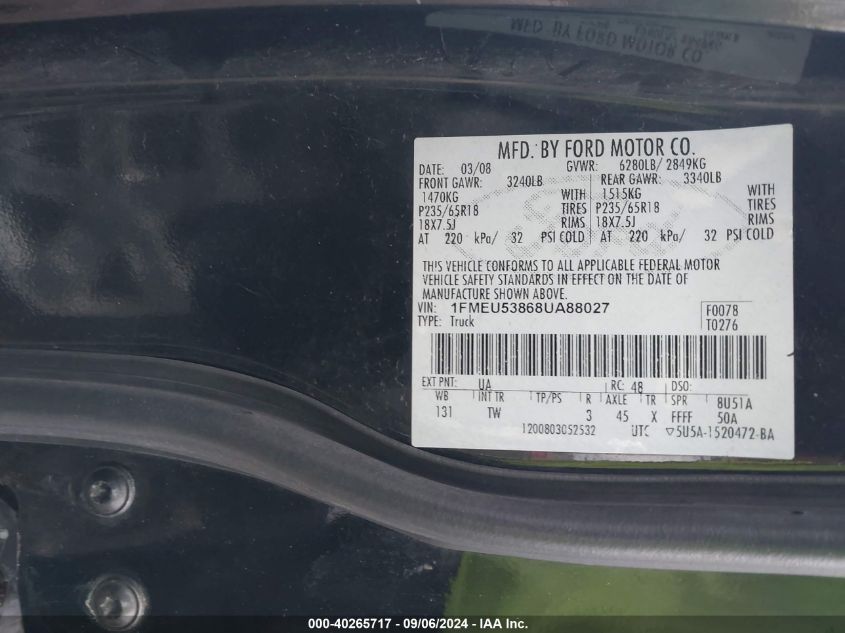 MFD. BY FORD MOTOR CO.
MFD. BY FORD MOTOR CO.
DATE: 03/08 GVWR: 6280LB/ 2849KG
FRONT GAWR: 3240LB REAR GAWR: 3340LB
1470KG WITH 1515KG WITH
P235/65R18 TIRES P235/65R18 TIRES
18X7.5J RIMS 18X7.5J RIMS
AT 220 kPa/ 32 PSI COLD AT 220 kPa/ 32 PSI COLD
THIS VEHICLE CONFORMS TO ALL APPLICABLE FEDERAL MOTOR
VEHICLE SAFETY STANDARDS IN EFFECT ON THE DATE OF
MANUFACTURE SHOWN ABOVE.
VIN: 1FMEU53868UA88027 F0078
TYPE: Truck T0276
EXT PNT: UA RC: 48 DSO:
WB INT TR TP/PS R AXLE TR SPR 8U51A
131 TW 3 45 X FFFF 50A
1200803052532 UTC ▽5U5A-1520472-BA
000-40265717 - 09/06/2024 - IAAI Inc.